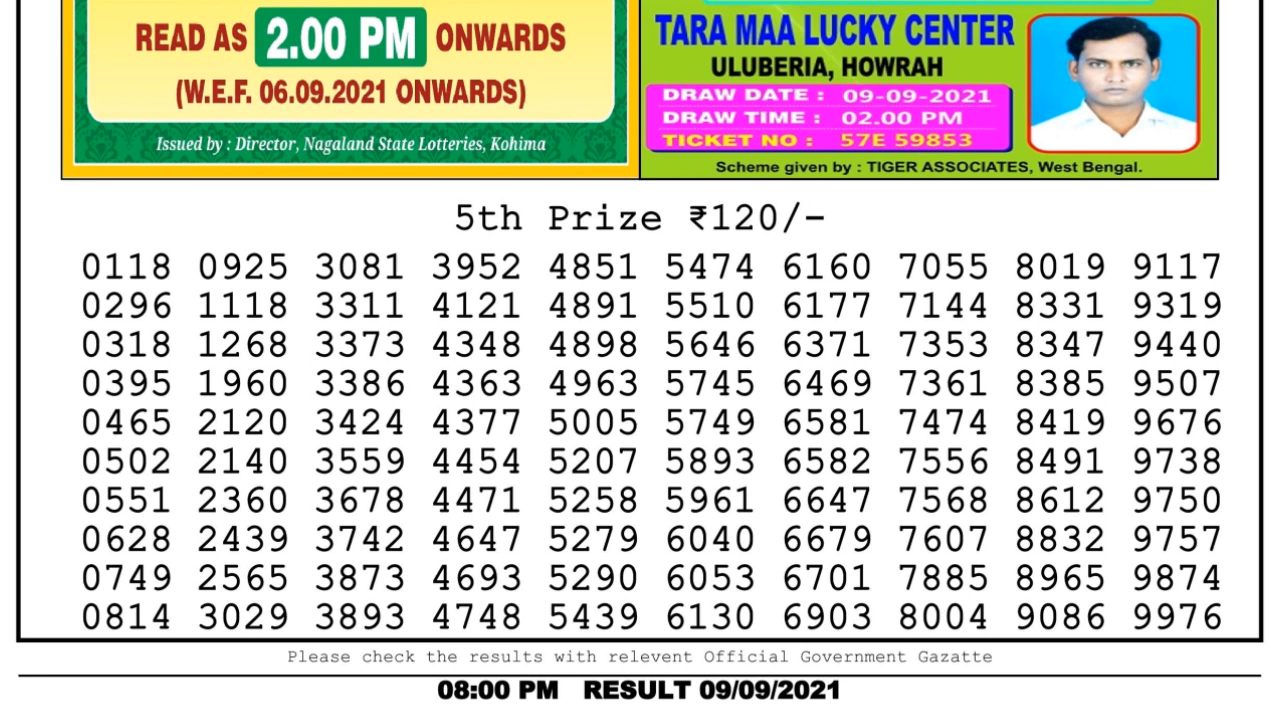 READ AS 2.00 PM ONWARDS
(W.E.F. 06.09.2021 ONWARDS)
Issued by : Director, Nagaland State Lotteries, Kohima
TARA MAA LUCKY CENTER
ULUBERIA, HOWRAH
DRAW DATE : 09-09-2021
DRAW TIME : 02.00 PM
TICKET NO : 57E 59853
Scheme given by : TIGER ASSOCIATES, West Bengal.
5th Prize ₹120/-
0118 0925 3081 3952 4851 5474 6160 7055 8019 9117
0296 1118 3311 4121 4891 5510 6177 7144 8331 9319
0318 1268 3373 4348 4898 5646 6371 7353 8347 9440
0395 1960 3386 4363 4963 5745 6469 7361 8385 9507
0465 2120 3424 4377 5005 5749 6581 7474 8419 9676
0502 2140 3559 4454 5207 5893 6582 7556 8491 9738
0551 2360 3678 4471 5258 5961 6647 7568 8612 9750
0628 2439 3742 4647 5279 6040 6679 7607 8832 9757
0749 2565 3873 4693 5290 6053 6701 7885 8965 9874
0814 3029 3893 4748 5439 6130 6903 8004 9086 9976
Please check the results with relevent Official Government Gazatte
08:00 PM RESULT 09/09/2021